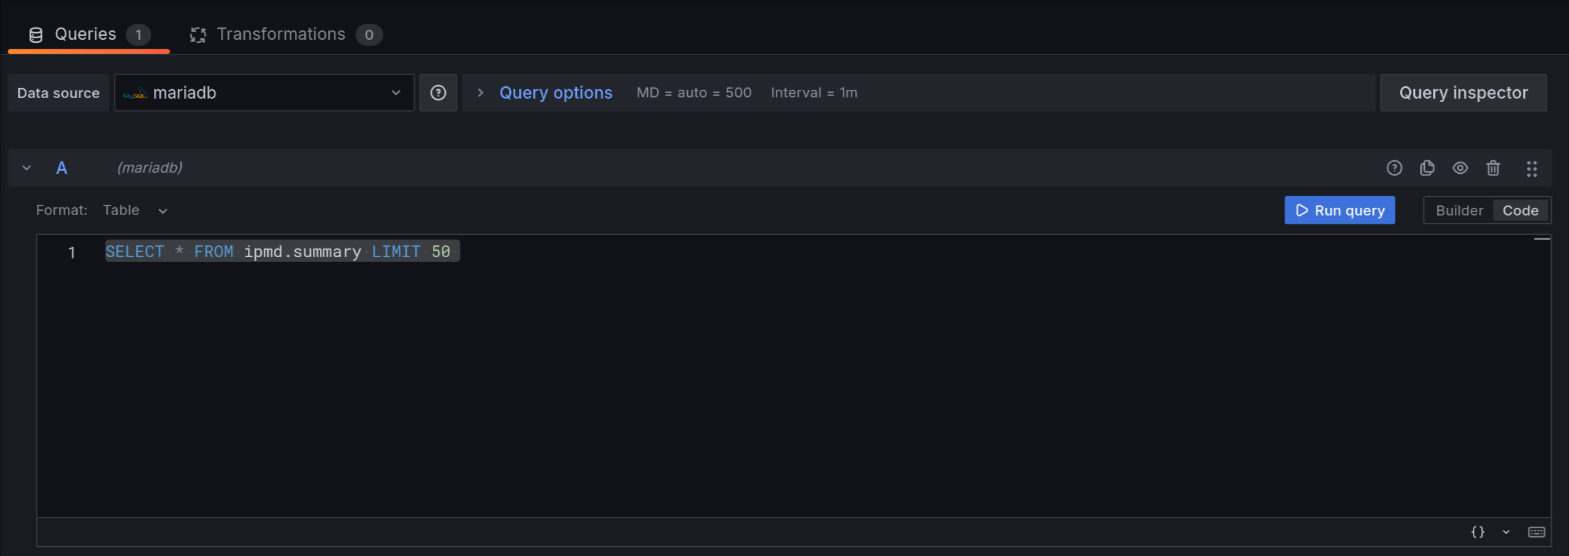 Queries 1 Transformations 0
Data source mariadb Query options MD = auto = 500 Interval = 1m Query inspector
A (mariadb)
Format: Table Run query Builder Code
1 SELECT * FROM ipmd.summary LIMIT 50
{}